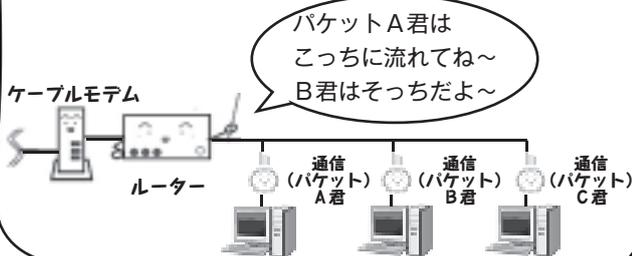 パケットA君は
こっちに流れてね～
B君はそっちだよ～
ケーブルモデム
ルーター
通信
(パケット)
A君
通信
(パケット)
B君
通信
(パケット)
C君